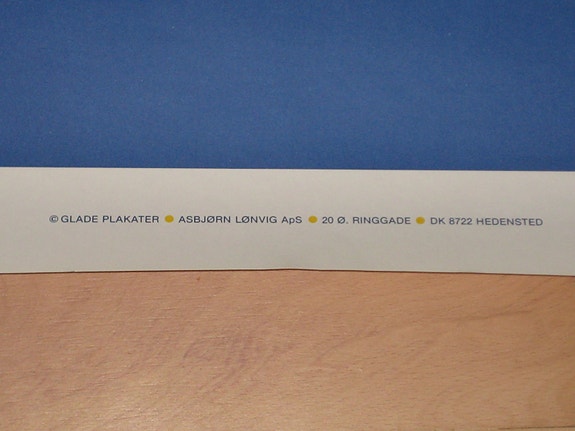 © GLADE PLAKATER ● ASBJØRN LØNVIG ApS ● 20 Ø. RINGGADE ● DK 8722 HEDENSTED